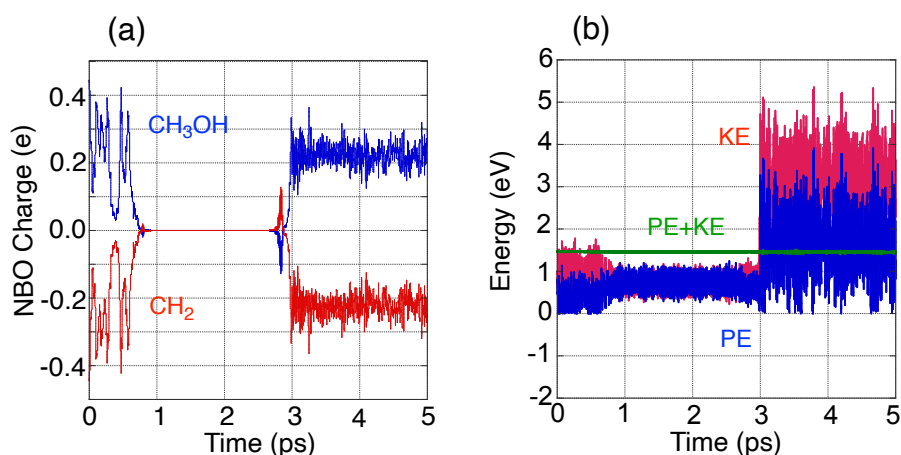 (a)
NBO Charge (e)
0.4
0.2
0.0
-0.2
-0.4
CH₃OH
CH₂
0 1 2 3 4 5
Time (ps)
(b)
Energy (eV)
6
5
4
3
2
1
0
-1
-2
KE
PE+KE
PE
0 1 2 3 4 5
Time (ps)